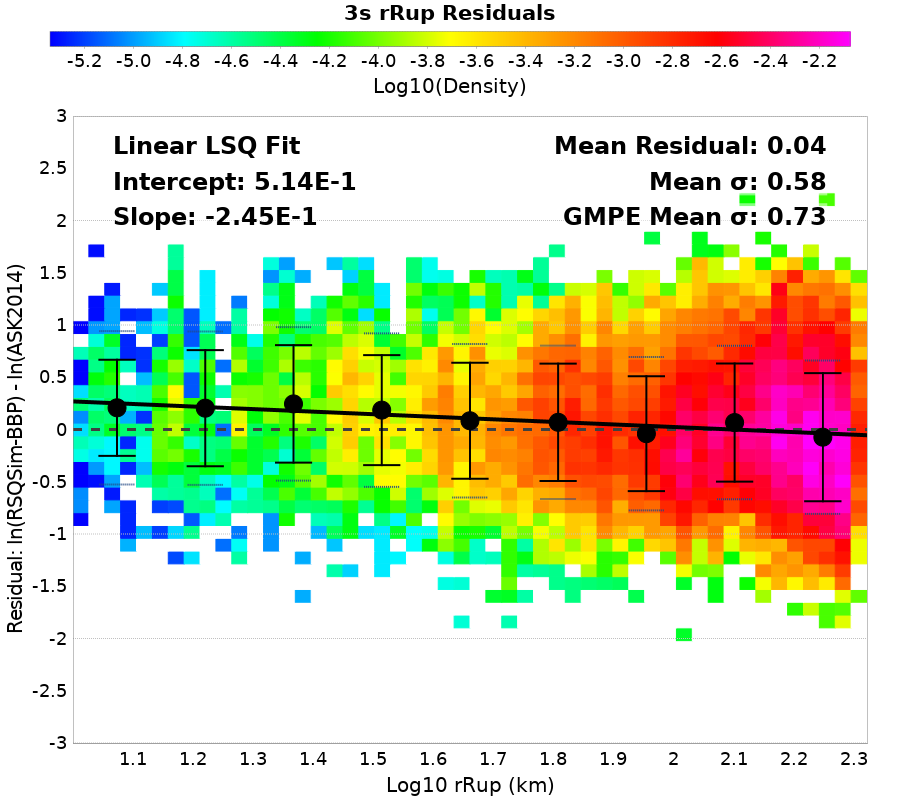 3s rRup Residuals
-5.2 -5.0 -4.8 -4.6 -4.4 -4.2 -4.0 -3.8 -3.6 -3.4 -3.2 -3.0 -2.8 -2.6 -2.4 -2.2
Log10(Density)
Linear LSQ Fit
Intercept: 5.14E-1
Slope: -2.45E-1
Mean Residual: 0.04
Mean σ: 0.58
GMPE Mean σ: 0.73
Residual: ln(RSQSim-BBP) - ln(ASK2014)
3
2.5
2
1.5
1
0.5
0
-0.5
-1
-1.5
-2
-2.5
-3
1.1 1.2 1.3 1.4 1.5 1.6 1.7 1.8 1.9 2 2.1 2.2 2.3
Log10 rRup (km)